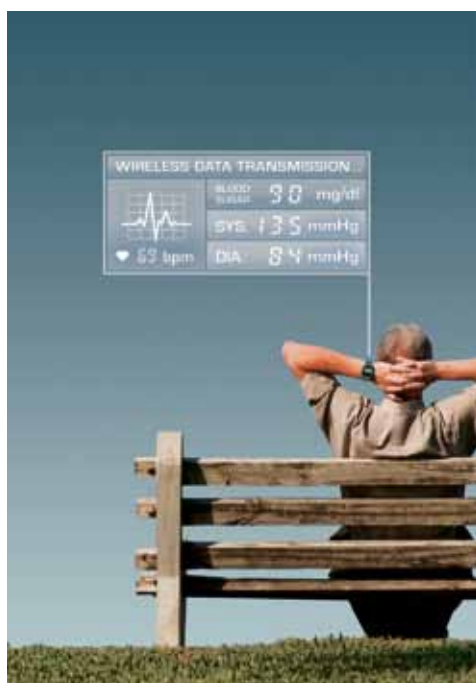 WIRELESS DATA TRANSMISSION...
BLOOD SUGAR 90 mg/dl
SYS. 135 mmHg
♥ 69 bpm
DIA. 84 mmHg